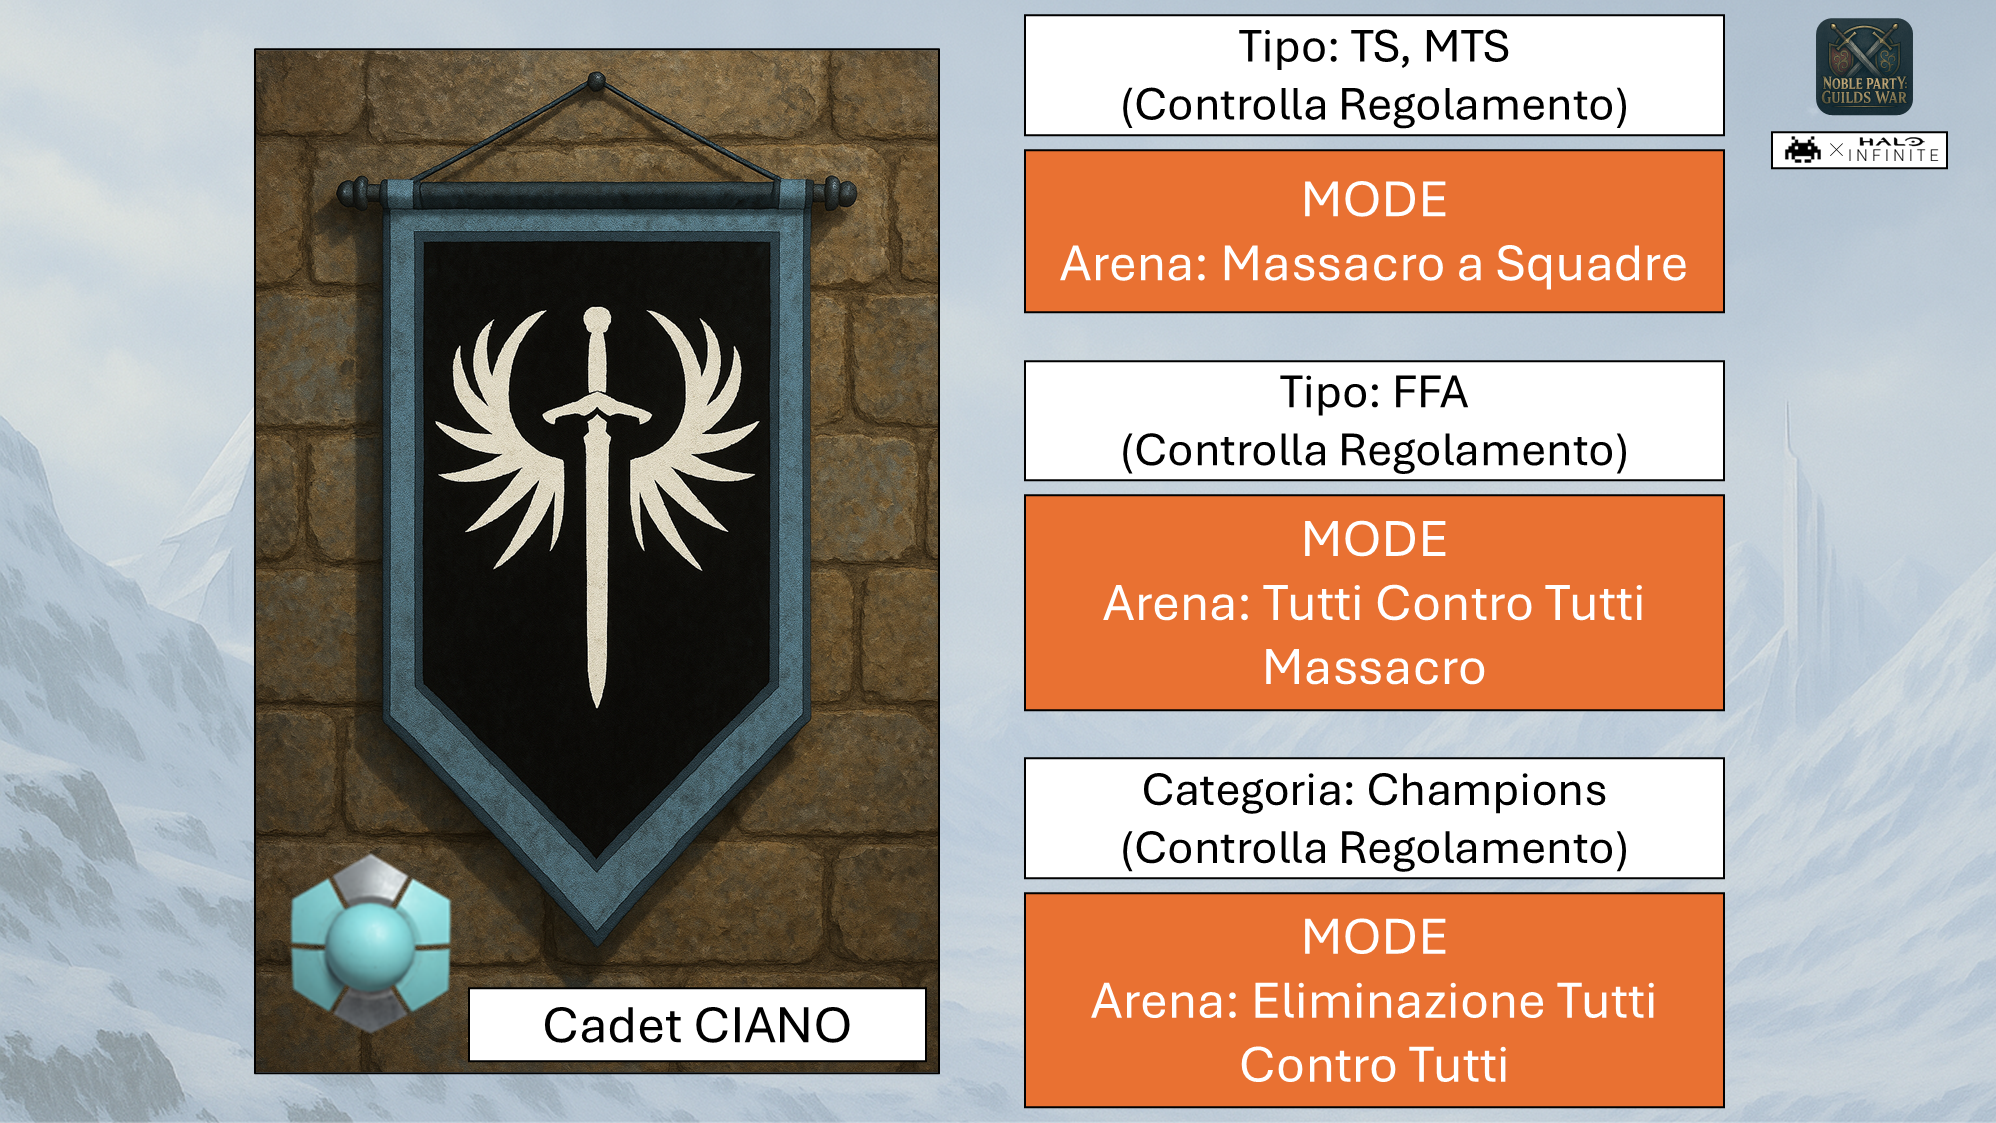 Tipo: TS, MTS
(Controlla Regolamento)
MODE
Arena: Massacro a Squadre
Tipo: FFA
(Controlla Regolamento)
MODE
Arena: Tutti Contro Tutti
Massacro
Categoria: Champions
(Controlla Regolamento)
MODE
Arena: Eliminazione Tutti
Contro Tutti
Cadet CIANO
NOBLE PARTY:
GUILDS WAR
HALO
INFINITE